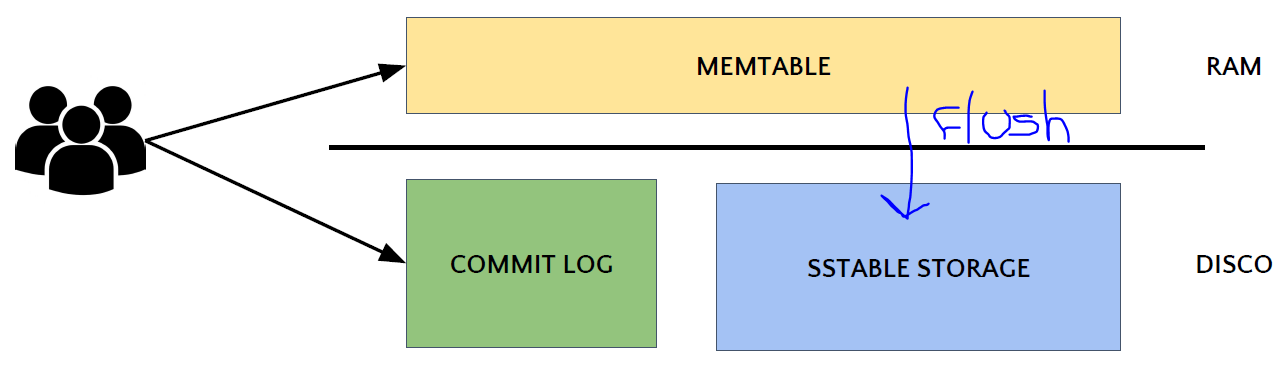 MEMTABLE
RAM
Flush
COMMIT LOG
SSTABLE STORAGE
DISCO